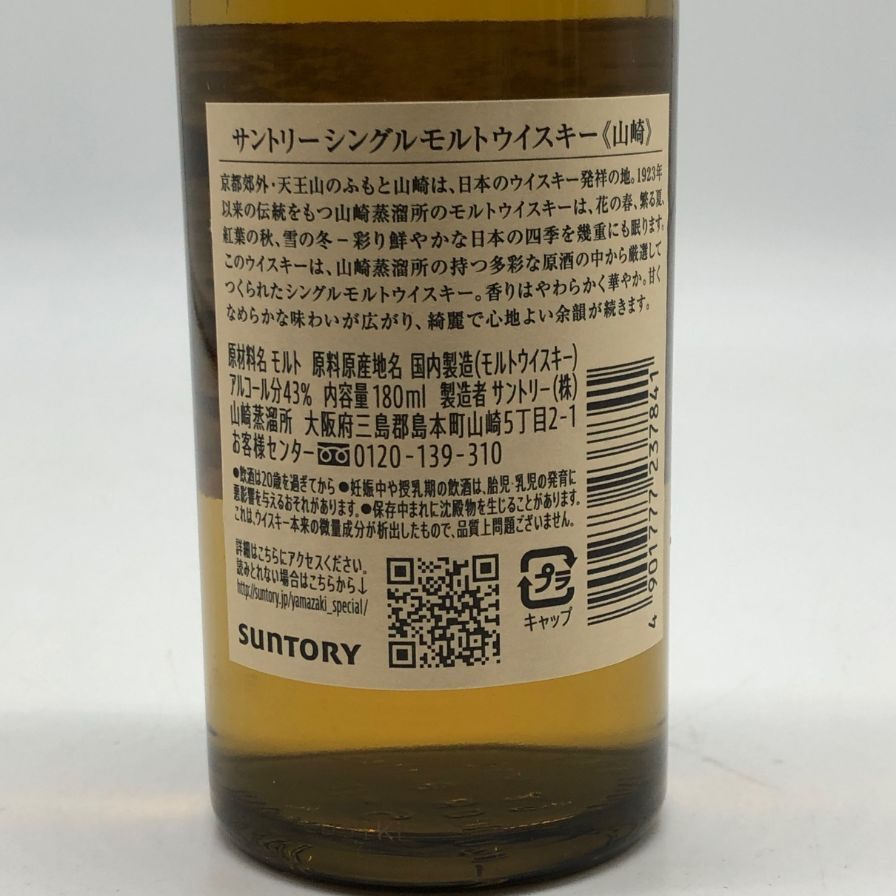 サントリーシングルモルトウイスキー《山崎》
京都郊外・天王山のふもと山崎は、日本のウイスキー発祥の地。1923年
以来の伝統をもつ山崎蒸溜所のモルトウイスキーは、花の春、繁る夏、
紅葉の秋、雪の冬－彩り鮮やかな日本の四季を幾重にも眠ります。
このウイスキーは、山崎蒸溜所の持つ多彩な原酒の中から厳選して
つくられたシングルモルトウイスキー。香りはやわらかく華やか。甘く
なめらかな味わいが広がり、綺麗で心地よい余韻が続きます。
原材料名 モルト 原料原産地名 国内製造(モルトウイスキー)
アルコール分43% 内容量180ml 製造者 サントリー(株)
山崎蒸溜所 大阪府三島郡島本町山崎5丁目2-1
お客様センター 0120-139-310
●飲酒は20歳を過ぎてから ●妊娠中や授乳期の飲酒は、胎児・乳児の発育に
悪影響を与えるおそれがあります。●保存中まれに沈殿物を生じることがあります。
これは、ウイスキー本来の微量成分が析出したもので、品質上問題ございません。
詳細はこちらにアクセスください。
読みとれない場合はこちらから↓
http://suntory.jp/yamazaki_special/
SUNTORY
プラ
キャップ
4 901777 237841